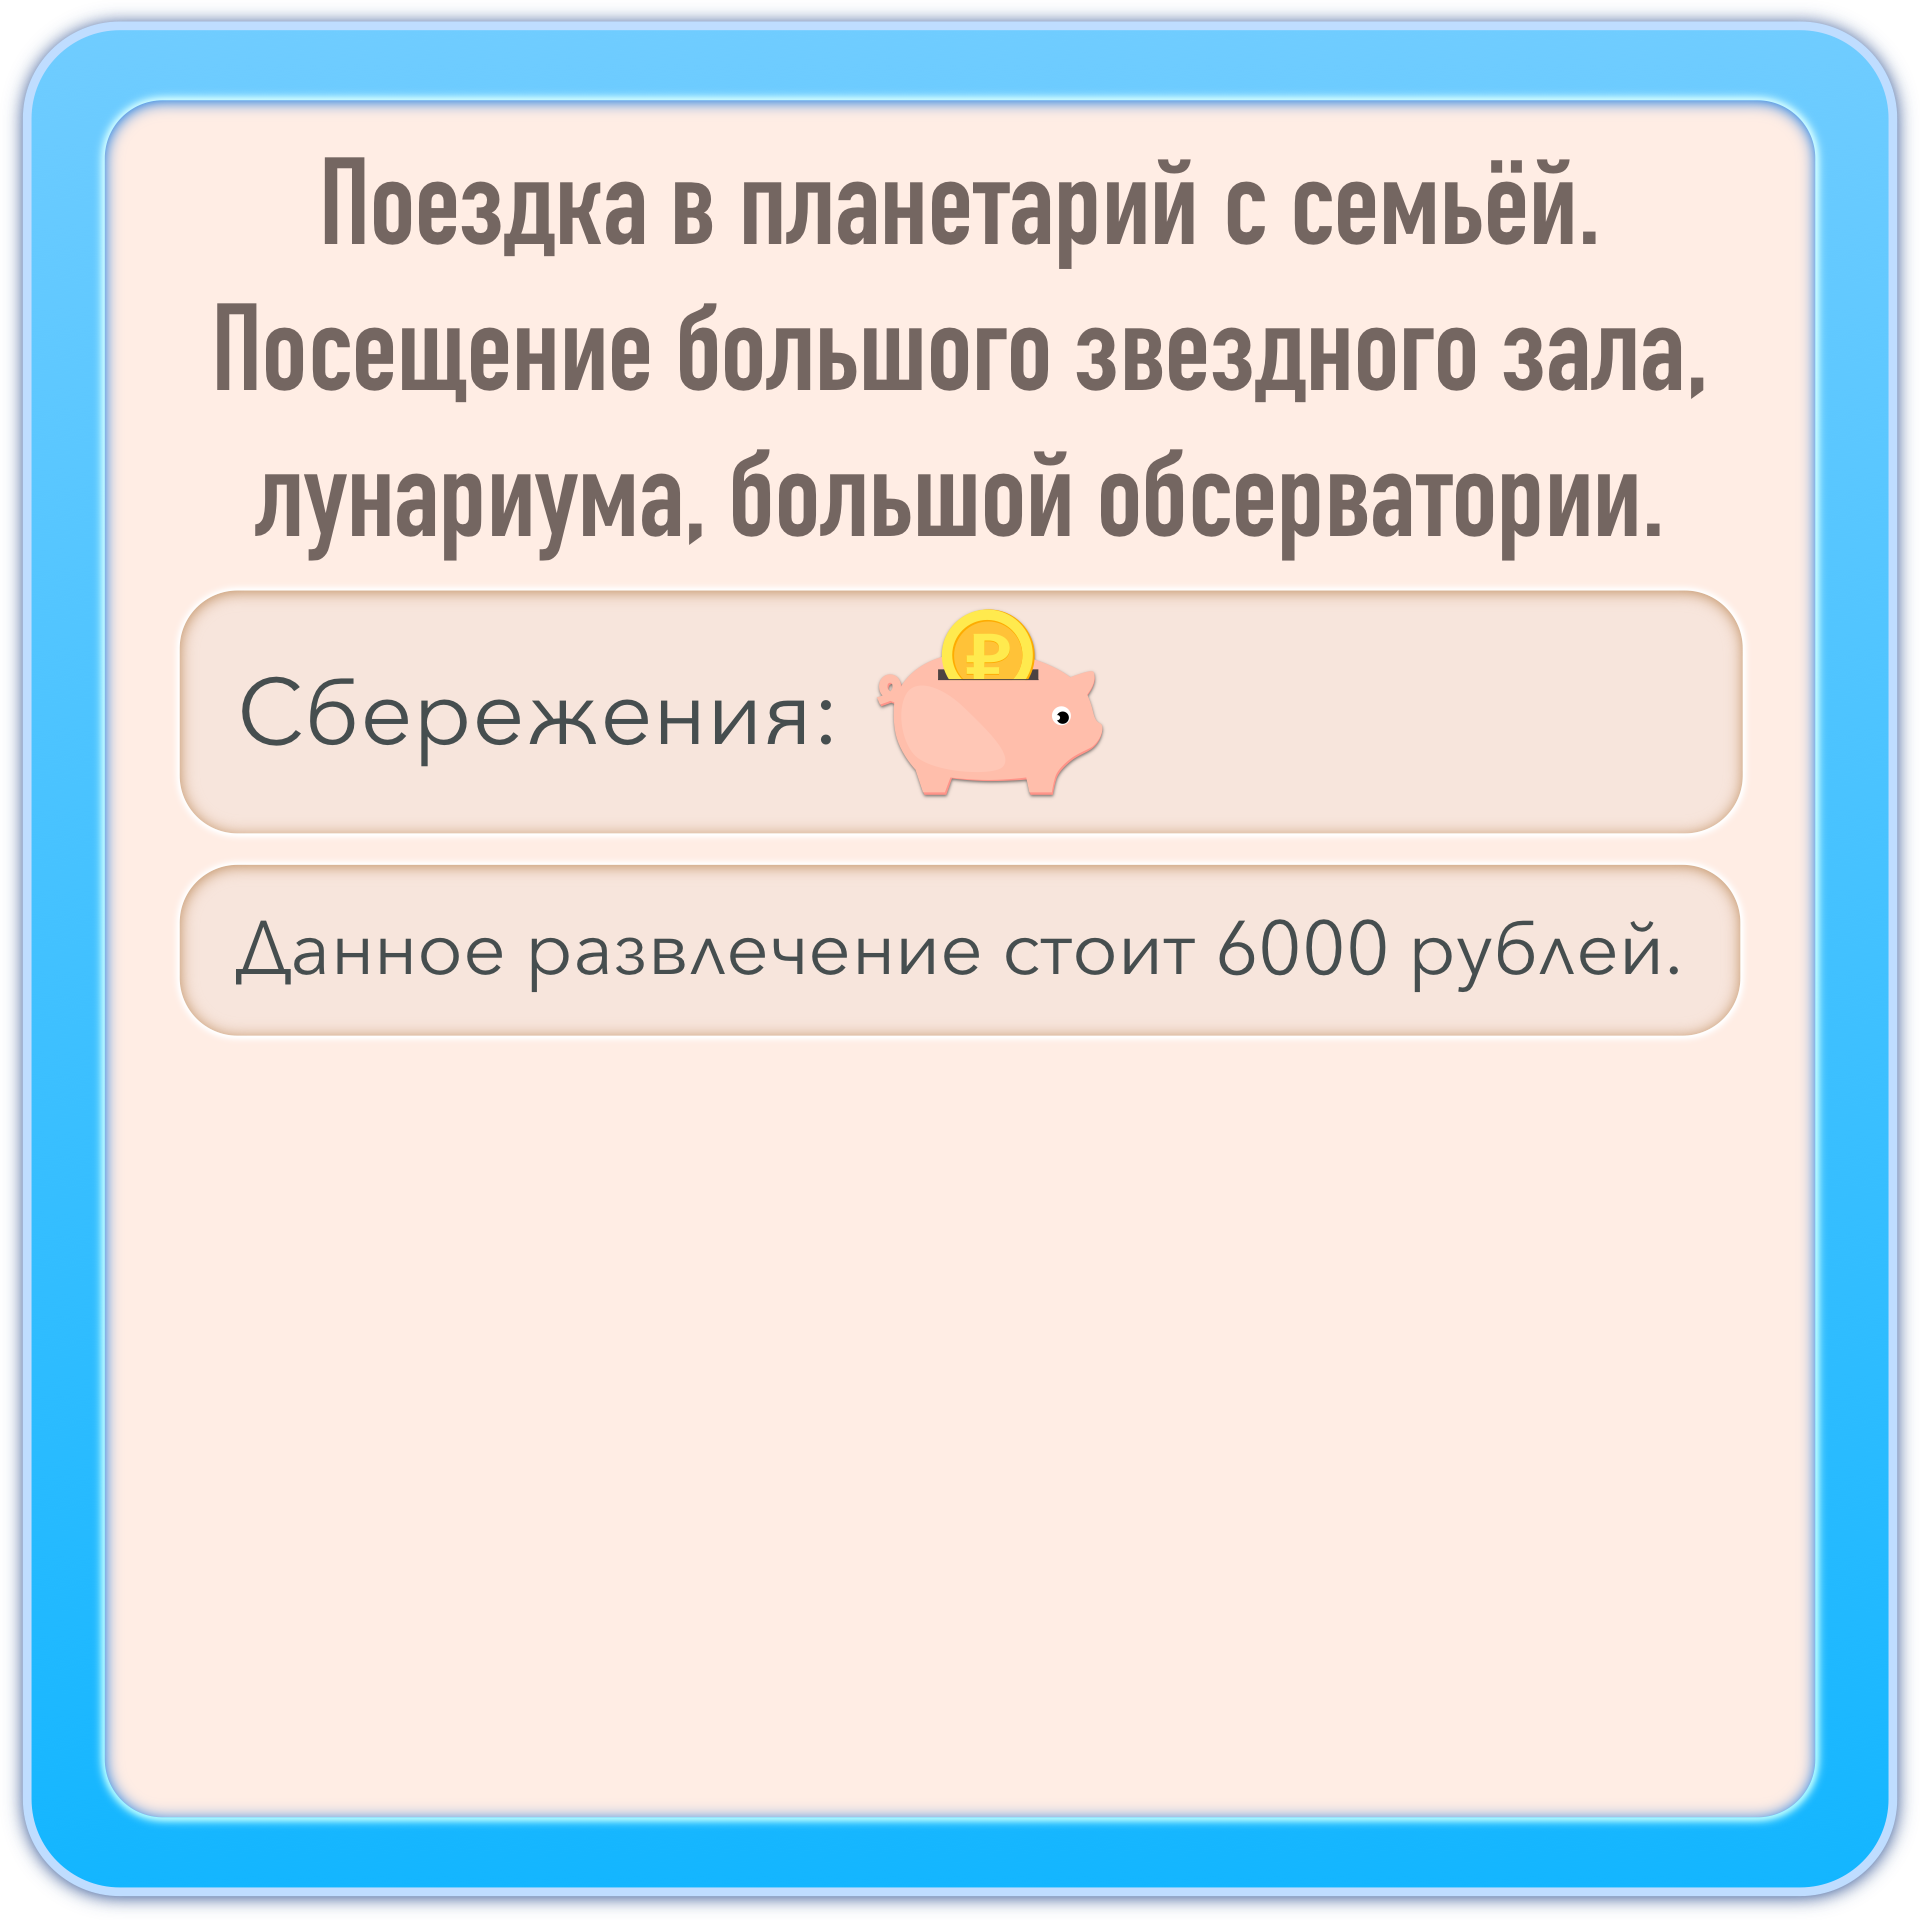 Поездка в планетарий с семьёй.
Посещение большого звездного зала,
лунариума, большой обсерватории.
Сбережения:
₽
Данное развлечение стоит 6000 рублей.